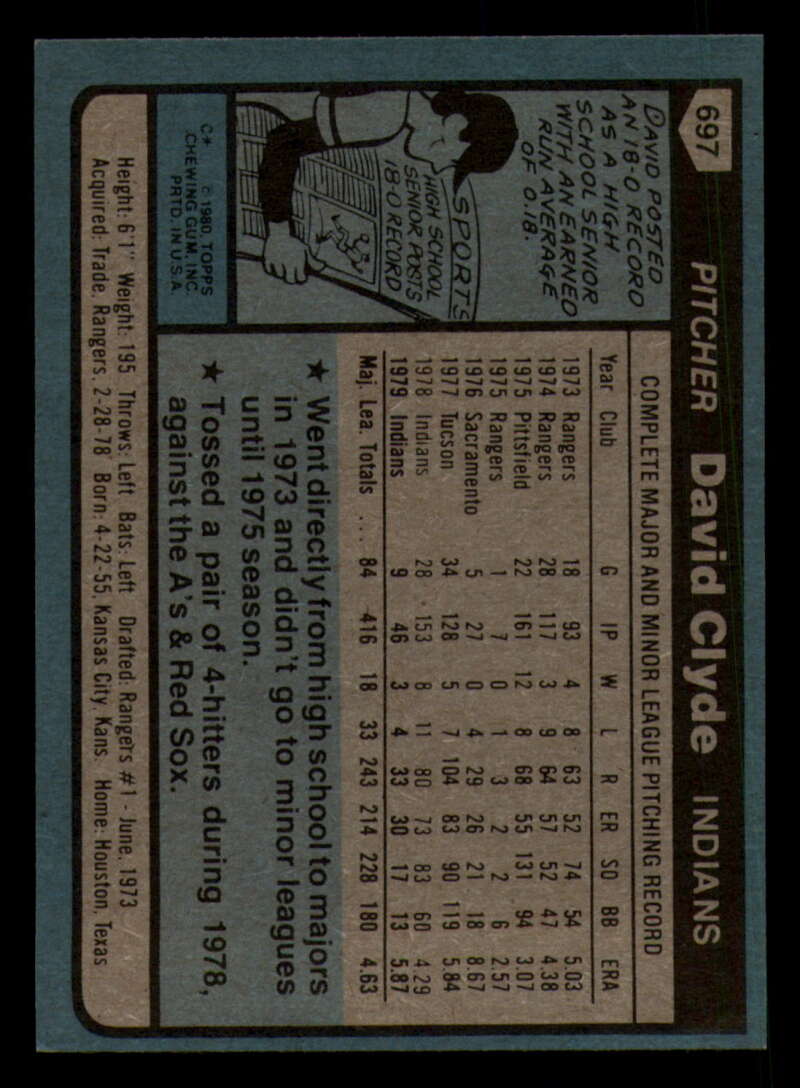 697
PITCHER David Clyde INDIANS
DAVID POSTED
AN 18-0 RECORD
AS A HIGH
SCHOOL SENIOR
WITH AN EARNED
RUN AVERAGE
OF 0.18.
SPORTS
HIGH SCHOOL
SENIOR POSTS
18-0 RECORD
C* © 1980 TOPPS
CHEWING GUM, INC.
PRTD. IN U.S.A.
COMPLETE MAJOR AND MINOR LEAGUE PITCHING RECORD
Year Club G IP W L R ER SO BB ERA
1973 Rangers 18 93 4 8 63 52 74 54 5.03
1974 Rangers 28 117 3 9 64 57 52 47 4.38
1975 Pittsfield 22 161 12 8 68 55 131 94 3.07
1975 Rangers 1 7 0 1 3 2 2 6 2.57
1976 Sacramento 5 27 0 4 29 26 21 18 8.67
1977 Tucson 34 128 5 7 104 83 90 119 5.84
1978 Indians 28 153 8 11 80 73 83 60 4.29
1979 Indians 9 46 3 4 33 30 17 13 5.87
Maj. Lea. Totals ... 84 416 18 33 243 214 228 180 4.63
★ Went directly from high school to majors
in 1973 and didn't go to minor leagues
until 1975 season.
★ Tossed a pair of 4-hitters during 1978,
against the A's & Red Sox.
Height: 6'1" Weight: 195 Throws: Left Bats: Left Drafted: Rangers #1 - June, 1973
Acquired: Trade, Rangers, 2-28-78 Born: 4-22-55, Kansas City, Kans. Home: Houston, Texas